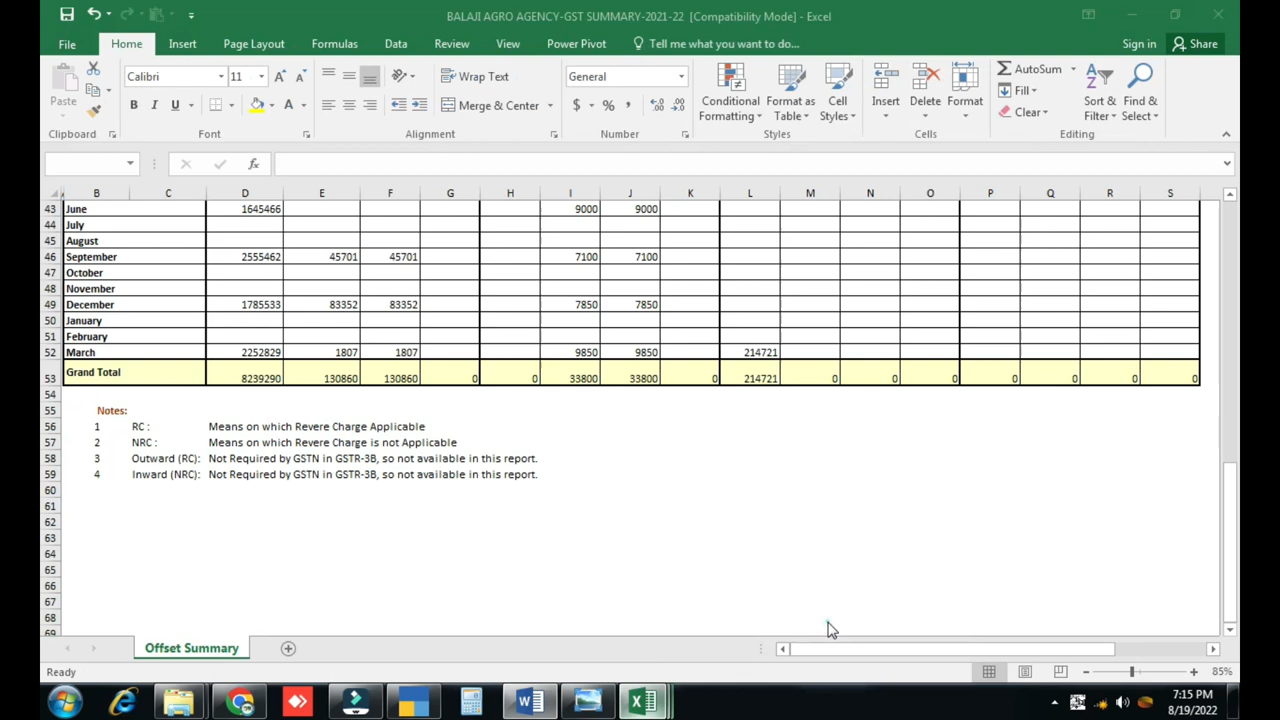 BALAJI AGRO AGENCY-GST SUMMARY-2021-22 [Compatibility Mode] - Excel
File Home Insert Page Layout Formulas Data Review View Power Pivot Tell me what you want to do... Sign in Share
Paste Calibri 11 Wrap Text General Conditional Formatting Format as Table Cell Styles Insert Delete Format AutoSum Sort & Filter Find & Select
B I U A Merge & Center $ % , Fill Clear
Clipboard Font Alignment Number Styles Cells Editing
fx
B C D E F G H I J K L M N O P Q R S
43 June 1645466 9000 9000
44 July
45 August
46 September 2555462 45701 45701 7100 7100
47 October
48 November
49 December 1785533 83352 83352 7850 7850
50 January
51 February
52 March 2252829 1807 1807 9850 9850 214721
53 Grand Total 8239290 130860 130860 0 0 33800 33800 0 214721 0 0 0 0 0 0 0
54
55 Notes:
56 1 RC : Means on which Revere Charge Applicable
57 2 NRC : Means on which Revere Charge is not Applicable
58 3 Outward (RC): Not Required by GSTN in GSTR-3B, so not available in this report.
59 4 Inward (NRC): Not Required by GSTN in GSTR-3B, so not available in this report.
60
61
62
63
64
65
66
67
68
69
Offset Summary
Ready 85%
7:15 PM
8/19/2022